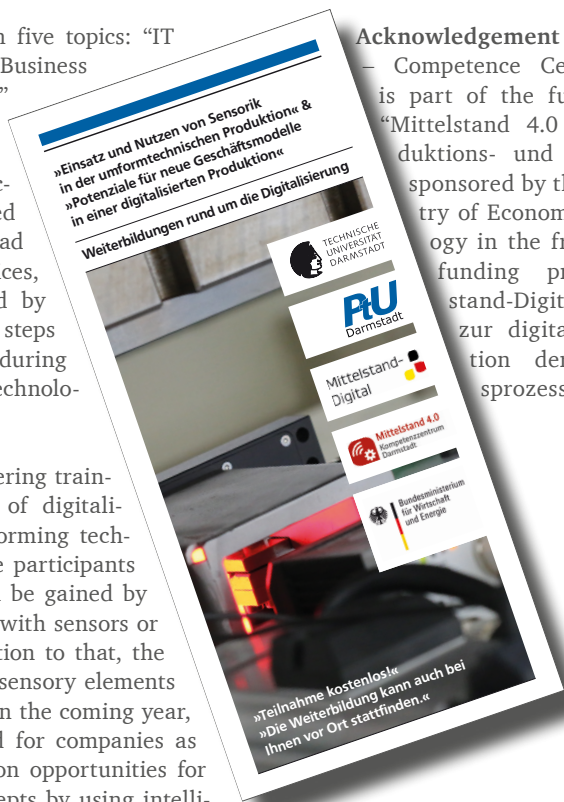 n five topics: “IT
Business
”
c-
ed
ad
ces,
d by
steps
during
echnolo-
ering train-
of digitali-
orming tech-
e participants
be gained by
with sensors or
tion to that, the
sensory elements
n the coming year,
d for companies as
on opportunities for
cepts by using intelli-
»Einsatz und Nutzen von Sensorik
in der umformtechnischen Produktion« &
»Potenziale für neue Geschäftsmodelle
in einer digitalisierten Produktion«
Weiterbildungen rund um die Digitalisierung
TECHNISCHE
UNIVERSITÄT
DARMSTADT
PtU
Darmstadt
Mittelstand-
Digital
Mittelstand 4.0
Kompetenzzentrum
Darmstadt
Bundesministerium
für Wirtschaft
und Energie
»Teilnahme kostenlos!«
»Die Weiterbildung kann auch bei
Ihnen vor Ort stattfinden.«
Acknowledgement
– Competence Ce
is part of the fu
“Mittelstand 4.0
duktions- und
sponsored by th
try of Econom
ogy in the fr
funding pr
stand-Digit
zur digita
tion der
sprozess